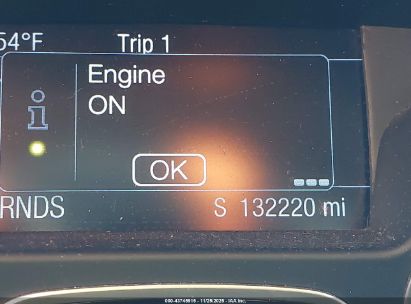 54°F Trip 1
Engine
ON
OK
RNDS S 132220 mi